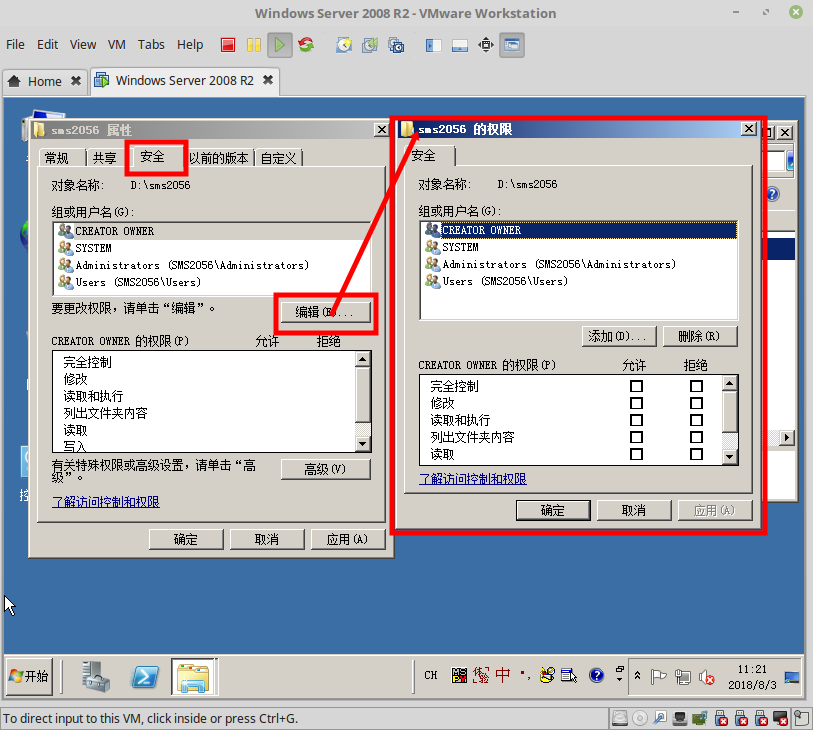 Windows Server 2008 R2 - VMware Workstation
File Edit View VM Tabs Help
Home
Windows Server 2008 R2
sms2056 属性
常规 共享 安全 以前的版本 自定义
对象名称: D:\sms2056
组或用户名(G):
CREATOR OWNER
SYSTEM
Administrators (SMS2056\Administrators)
Users (SMS2056\Users)
要更改权限，请单击“编辑”。
编辑(E)...
CREATOR OWNER 的权限(P) 允许 拒绝
完全控制
修改
读取和执行
列出文件夹内容
读取
写入
有关特殊权限或高级设置，请单击“高
级”。
高级(V)
了解访问控制和权限
确定 取消 应用(A)
sms2056 的权限
安全
对象名称: D:\sms2056
组或用户名(G):
CREATOR OWNER
SYSTEM
Administrators (SMS2056\Administrators)
Users (SMS2056\Users)
添加(D)... 删除(R)
CREATOR OWNER 的权限(P) 允许 拒绝
完全控制
修改
读取和执行
列出文件夹内容
读取
了解访问控制和权限
确定 取消 应用(A)
开始
CH
中
11:21
2018/8/3
To direct input to this VM, click inside or press Ctrl+G.